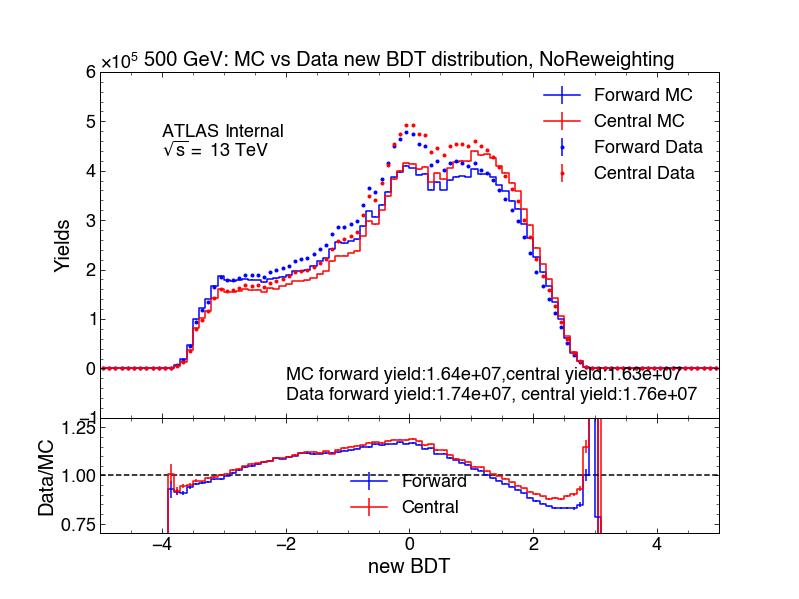 ×10⁵ 500 GeV: MC vs Data new BDT distribution, NoReweighting
6
5
4
3
2
1
0
−1
Yields
ATLAS Internal
√s = 13 TeV
Forward MC
Central MC
Forward Data
Central Data
MC forward yield:1.64e+07,central yield:1.63e+07
Data forward yield:1.74e+07, central yield:1.76e+07
1.25
1.00
0.75
Data/MC
Forward
Central
−4 −2 0 2 4
new BDT